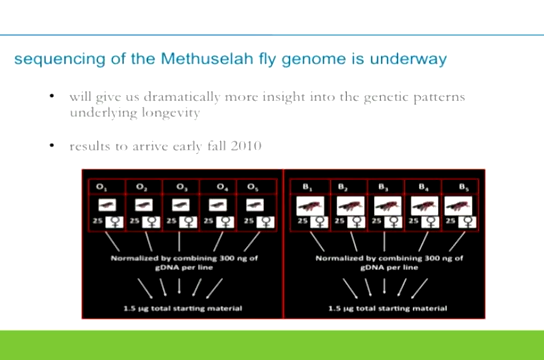 sequencing of the Methuselah fly genome is underway
• will give us dramatically more insight into the genetic patterns
underlying longevity
• results to arrive early fall 2010
O1 O2 O3 O4 O5
25 ♀ 25 ♀ 25 ♀ 25 ♀ 25 ♀
Normalized by combining 300 ng of
gDNA per line
1.5 µg total starting material
B1 B2 B3 B4 B5
25 ♀ 25 ♀ 25 ♀ 25 ♀ 25 ♀
Normalized by combining 300 ng of
gDNA per line
1.5 µg total starting material